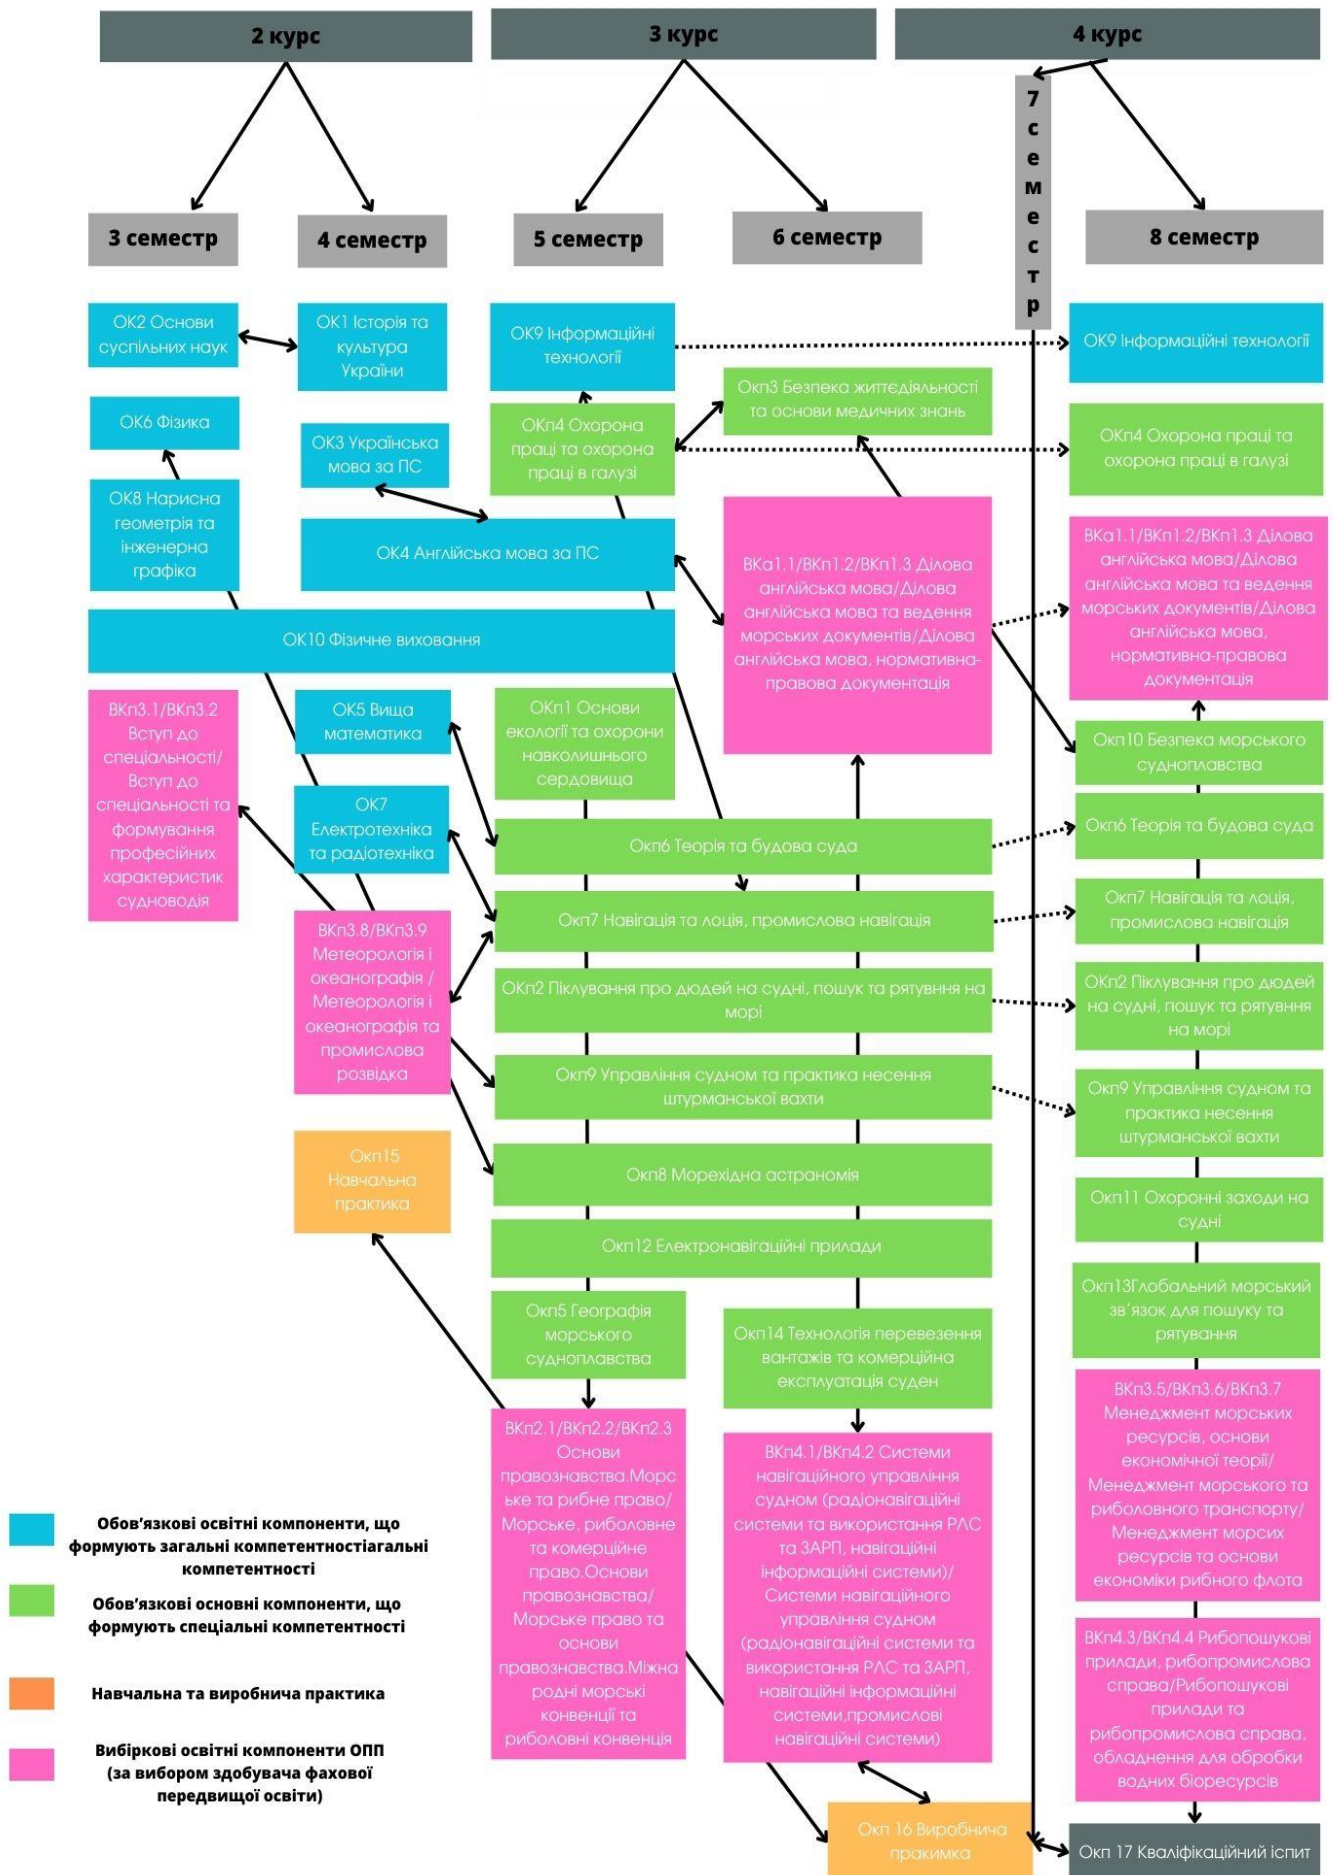 2 курс
3 курс
4 курс
7
с
е
м
е
с
т
р
3 семестр
4 семестр
5 семестр
6 семестр
8 семестр
ОК2 Основи
суспільних наук
ОК1 Історія та
культура
України
ОК9 Інформаційні
технології
ОК9 Інформаційні технології
ОК6 Фізика
ОК3 Українська
мова за ПС
ОКп4 Охорона
праці та охорона
праці в галузі
Окп3 Безпека життєдіяльності
та основи медичних знань
ОКп4 Охорона праці та
охорона праці в галузі
ОК8 Нарисна
геометрія та
інженерна
графіка
ОК4 Англійська мова за ПС
ВКа1.1/ВКп1.2/ВКп1.3 Ділова
англійська мова/Ділова
англійська мова та ведення
морських документів/Ділова
англійська мова, нормативна-
правова документація
ВКа1.1/ВКп1.2/ВКп1.3 Ділова
англійська мова/Ділова
англійська мова та ведення
морських документів/Ділова
англійська мова,
нормативна-правова
документація
ОК10 Фізичне виховання
ВКп3.1/ВКп3.2
Вступ до
спеціальності/
Вступ до
спеціальності та
формування
професійних
характеристик
судноводія
ОК5 Вища
математика
ОКп1 Основи
екології та охорони
навколишнього
сердовища
Окп10 Безпека морського
судноплавства
ОК7
Електротехніка
та радіотехніка
Окп6 Теорія та будова суда
Окп6 Теорія та будова суда
ВКп3.8/ВКп3.9
Метеорологія і
океанографія /
Метеорологія і
океанографія та
промислова
розвідка
Окп7 Навігація та лоція, промислова навігація
Окп7 Навігація та лоція,
промислова навігація
ОКп2 Піклування про дюдей на судні, пошук та рятувння на
морі
ОКп2 Піклування про дюдей
на судні, пошук та рятувння
на морі
Окп9 Управління судном та практика несення
штурманської вахти
Окп9 Управління судном та
практика несення
штурманської вахти
Окп15
Навчальна
практика
Окп8 Морехідна астраномія
Окп11 Охоронні заходи на
судні
Окп12 Електронавігаційні прилади
Окп5 Географія
морського
судноплавства
Окп14 Технологія перевезення
вантажів та комерційна
експлуатація суден
Окп13Глобальний морський
зв’язок для пошуку та
рятування
ВКп2.1/ВКп2.2/ВКп2.3
Основи
правознавства.Морс
ьке та рибне право/
Морське, риболовне
та комерційне
право.Основи
правознавства/
Морське право та
основи
правознавства.Міжна
родні морські
конвенції та
риболовні конвенція
ВКп4.1/ВКп4.2 Системи
навігаційного управління
судном (радіонавігаційні
системи та використання РЛС
та ЗАРП, навігаційні
інформаційні системи)/
Системи навігаційного
управління судном
(радіонавігаційні системи та
використання РЛС та ЗАРП,
навігаційні інформаційні
системи,промислові
навігаційні системи)
ВКп3.5/ВКп3.6/ВКп3.7
Менеджмент морських
ресурсів, основи
економічної теорії/
Менеджмент морського та
риболовного транспорту/
Менеджмент морсих
ресурсів та основи
економіки рибного флота
ВКп4.3/ВКп4.4 Рибопошукові
прилади, рибопромислова
справа/Рибопошукові
прилади та
рибопромислова справа,
обладнення для обробки
водних біоресурсів
Окп 16 Виробнича
пракимка
Окп 17 Кваліфікаційний іспит
Обов’язкові освітні компоненти, що
формують загальні компетентностіагальні
компетентності
Обов’язкові основні компоненти, що
формують спеціальні компетентності
Навчальна та виробнича практика
Вибіркові освітні компоненти ОПП
(за вибором здобувача фахової
передвищої освіти)